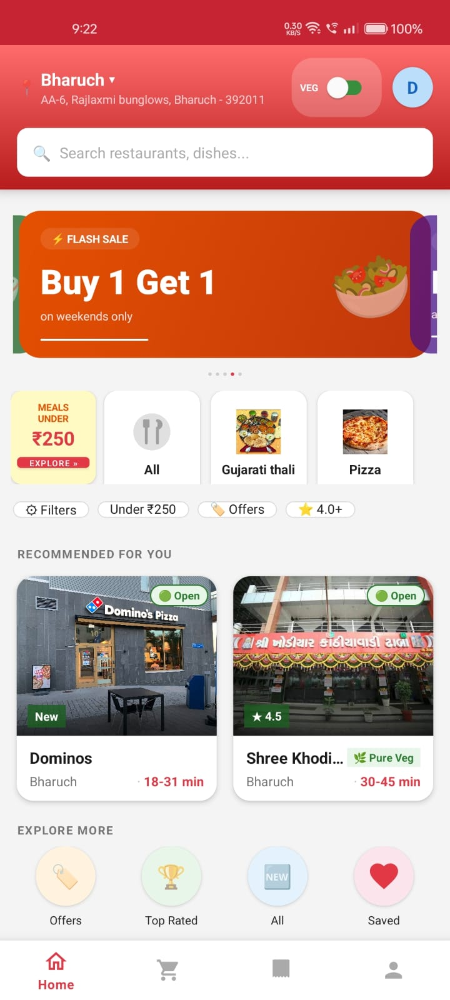 9:22
0.30
KB/S
100%
Bharuch ▾
AA-6, Rajlaxmi bunglows, Bharuch - 392011
VEG
D
Search restaurants, dishes...
⚡ FLASH SALE
Buy 1 Get 1
on weekends only
MEALS
UNDER
₹250
EXPLORE »
All
Gujarati thali
Pizza
Filters
Under ₹250
Offers
⭐ 4.0+
RECOMMENDED FOR YOU
Open
Domino's Pizza
10
New
Dominos
Bharuch
· 18-31 min
Open
શ્રી ખોડીયાર કાઠીયાવાડી ઢાબા
★ 4.5
Shree Khodi...
Pure Veg
Bharuch
· 30-45 min
EXPLORE MORE
NEW
Offers
Top Rated
All
Saved
Home